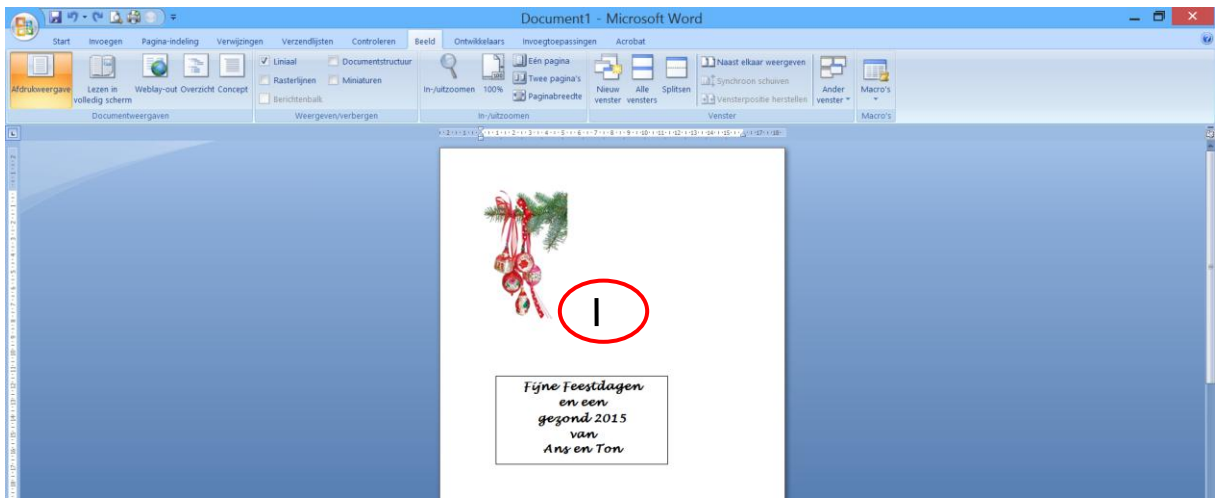 Document1 - Microsoft Word
Start Invoegen Pagina-indeling Verwijzingen Verzendlijsten Controleren Beeld Ontwikkelaars Invoegtoepassingen Acrobat
Afdrukweergave
Lezen in
volledig scherm
Weblay-out
Overzicht
Concept
Documentweergaven
Liniaal
Rasterlijnen
Berichtenbalk
Documentstructuur
Miniaturen
Weergeven/verbergen
In-/uitzoomen
100%
Eén pagina
Twee pagina's
Paginabreedte
In-/uitzoomen
Nieuw
venster
Alle
vensters
Splitsen
Naast elkaar weergeven
Synchroon schuiven
Vensterpositie herstellen
Ander
venster
Venster
Macro's
Macro's
Fijne Feestdagen
en een
gezond 2015
van
Ans en Ton